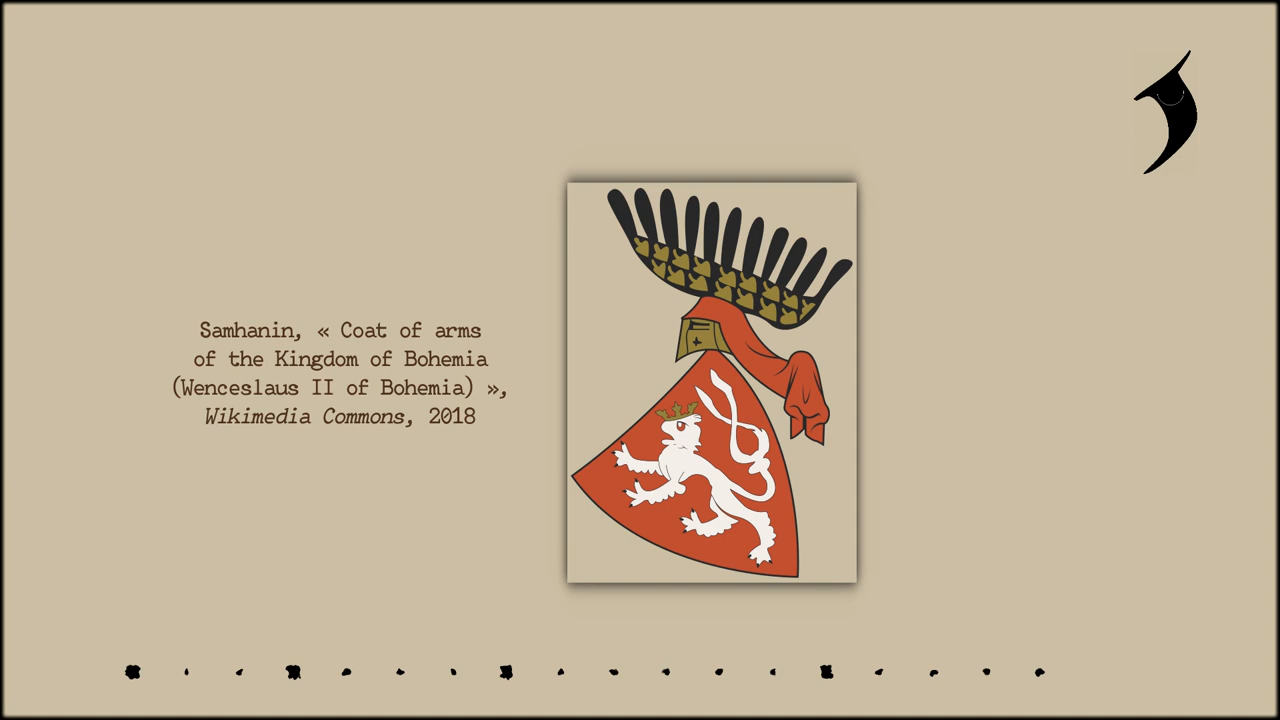 Samhanin, « Coat of arms
of the Kingdom of Bohemia
(Wenceslaus II of Bohemia) »,
Wikimedia Commons, 2018